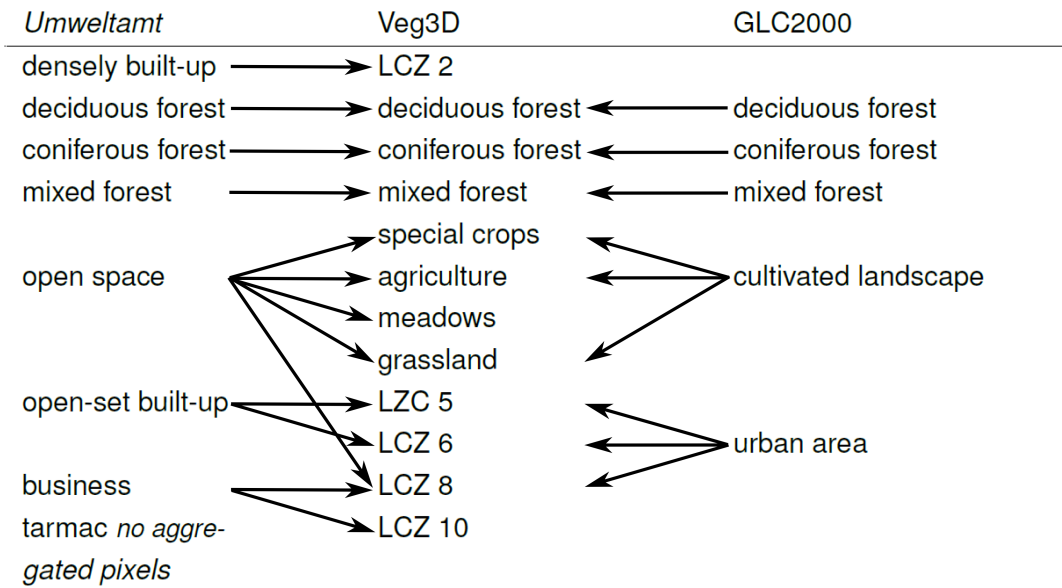 Umweltamt Veg3D GLC2000
densely built-up LCZ 2
deciduous forest deciduous forest deciduous forest
coniferous forest coniferous forest coniferous forest
mixed forest mixed forest mixed forest
special crops
open space agriculture cultivated landscape
meadows
grassland
open-set built-up LZC 5
LCZ 6 urban area
business LCZ 8
tarmac no aggre- LCZ 10
gated pixels